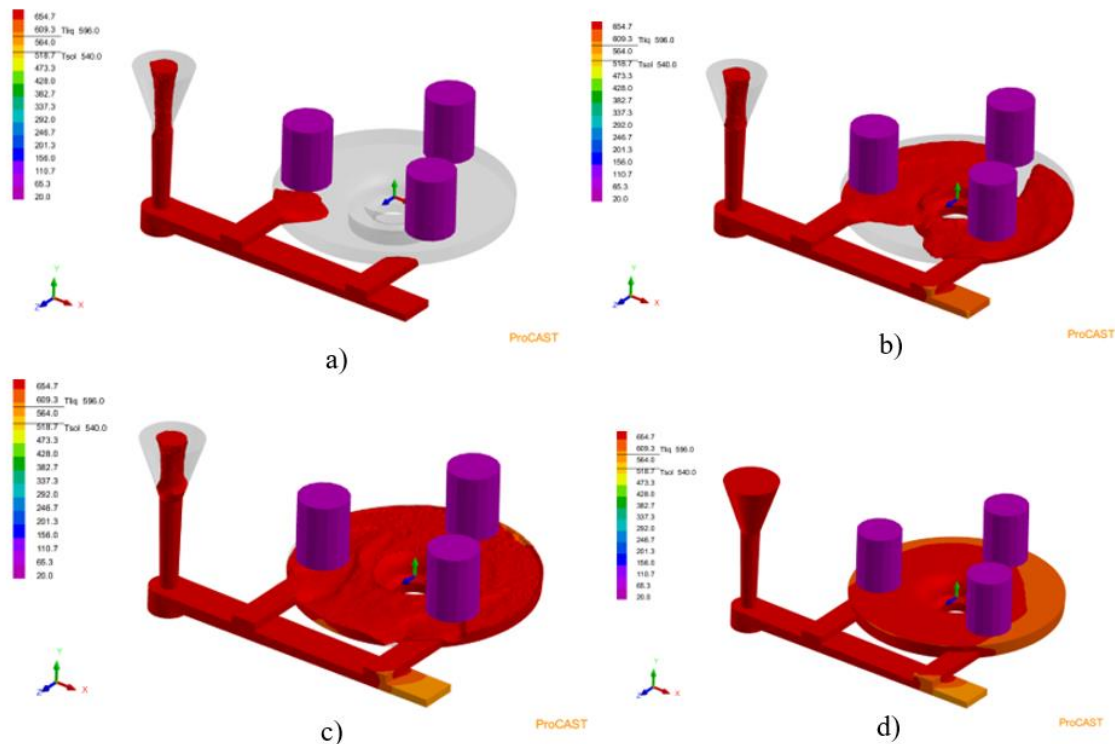 654.7
609.3 Tliq 596.0
564.0
518.7 Tsol 540.0
473.3
428.0
382.7
337.3
292.0
246.7
201.3
156.0
110.7
65.3
20.0
Y
Z X
ProCAST
a)
654.7
609.3 Tliq 596.0
564.0
518.7 Tsol 540.0
473.3
428.0
382.7
337.3
292.0
246.7
201.3
156.0
110.7
65.3
20.0
Y
Z X
ProCAST
b)
654.7
609.3 Tliq 596.0
564.0
518.7 Tsol 540.0
473.3
428.0
382.7
337.3
292.0
246.7
201.3
156.0
110.7
65.3
20.0
Y
Z X
ProCAST
c)
654.7
609.3 Tliq 596.0
564.0
518.7 Tsol 540.0
473.3
428.0
382.7
337.3
292.0
246.7
201.3
156.0
110.7
65.3
20.0
Y
Z X
ProCAST
d)